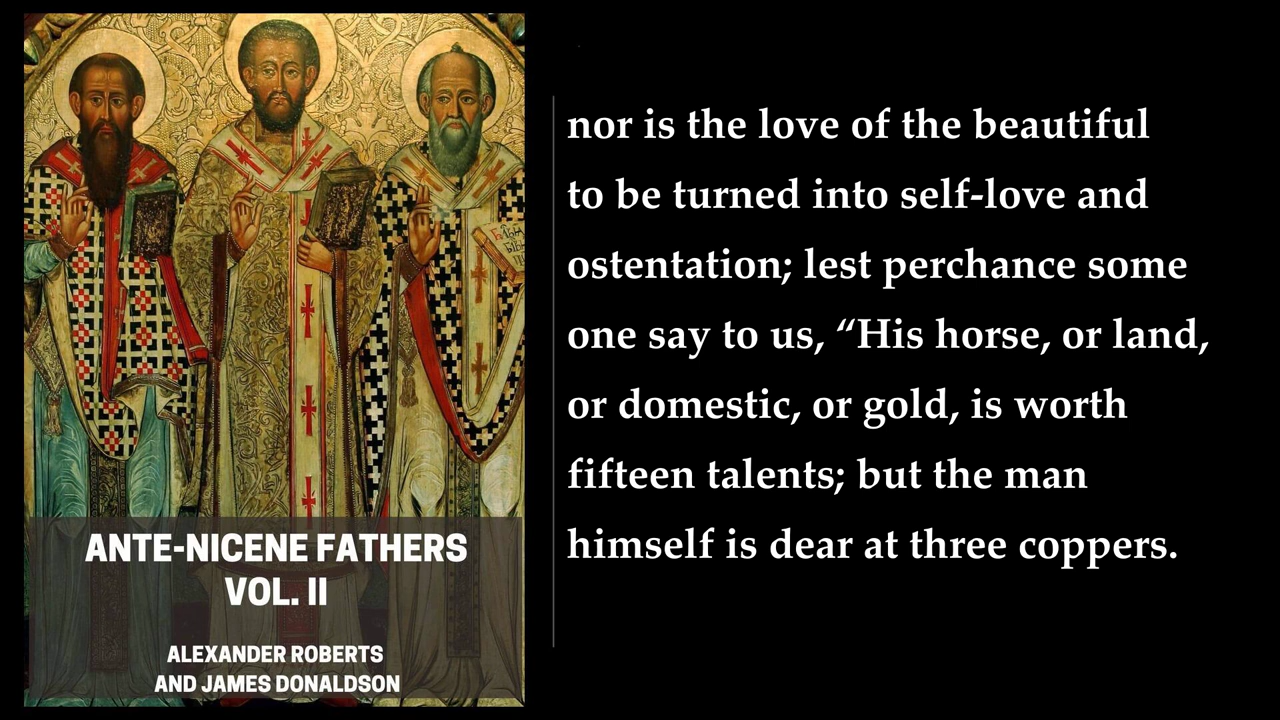 nor is the love of the beautiful
to be turned into self-love and
ostentation; lest perchance some
one say to us, “His horse, or land,
or domestic, or gold, is worth
fifteen talents; but the man
himself is dear at three coppers.
ANTE-NICENE FATHERS
VOL. II
ALEXANDER ROBERTS
AND JAMES DONALDSON